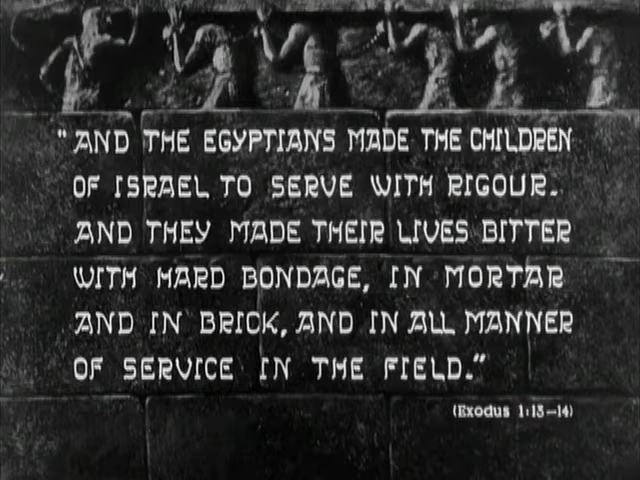 "AND THE EGYPTIANS MADE THE CHILDREN
OF ISRAEL TO SERVE WITH RIGOUR.
AND THEY MADE THEIR LIVES BITTER
WITH HARD BONDAGE, IN MORTAR
AND IN BRICK, AND IN ALL MANNER
OF SERVICE IN THE FIELD."
(Exodus 1:13—14)